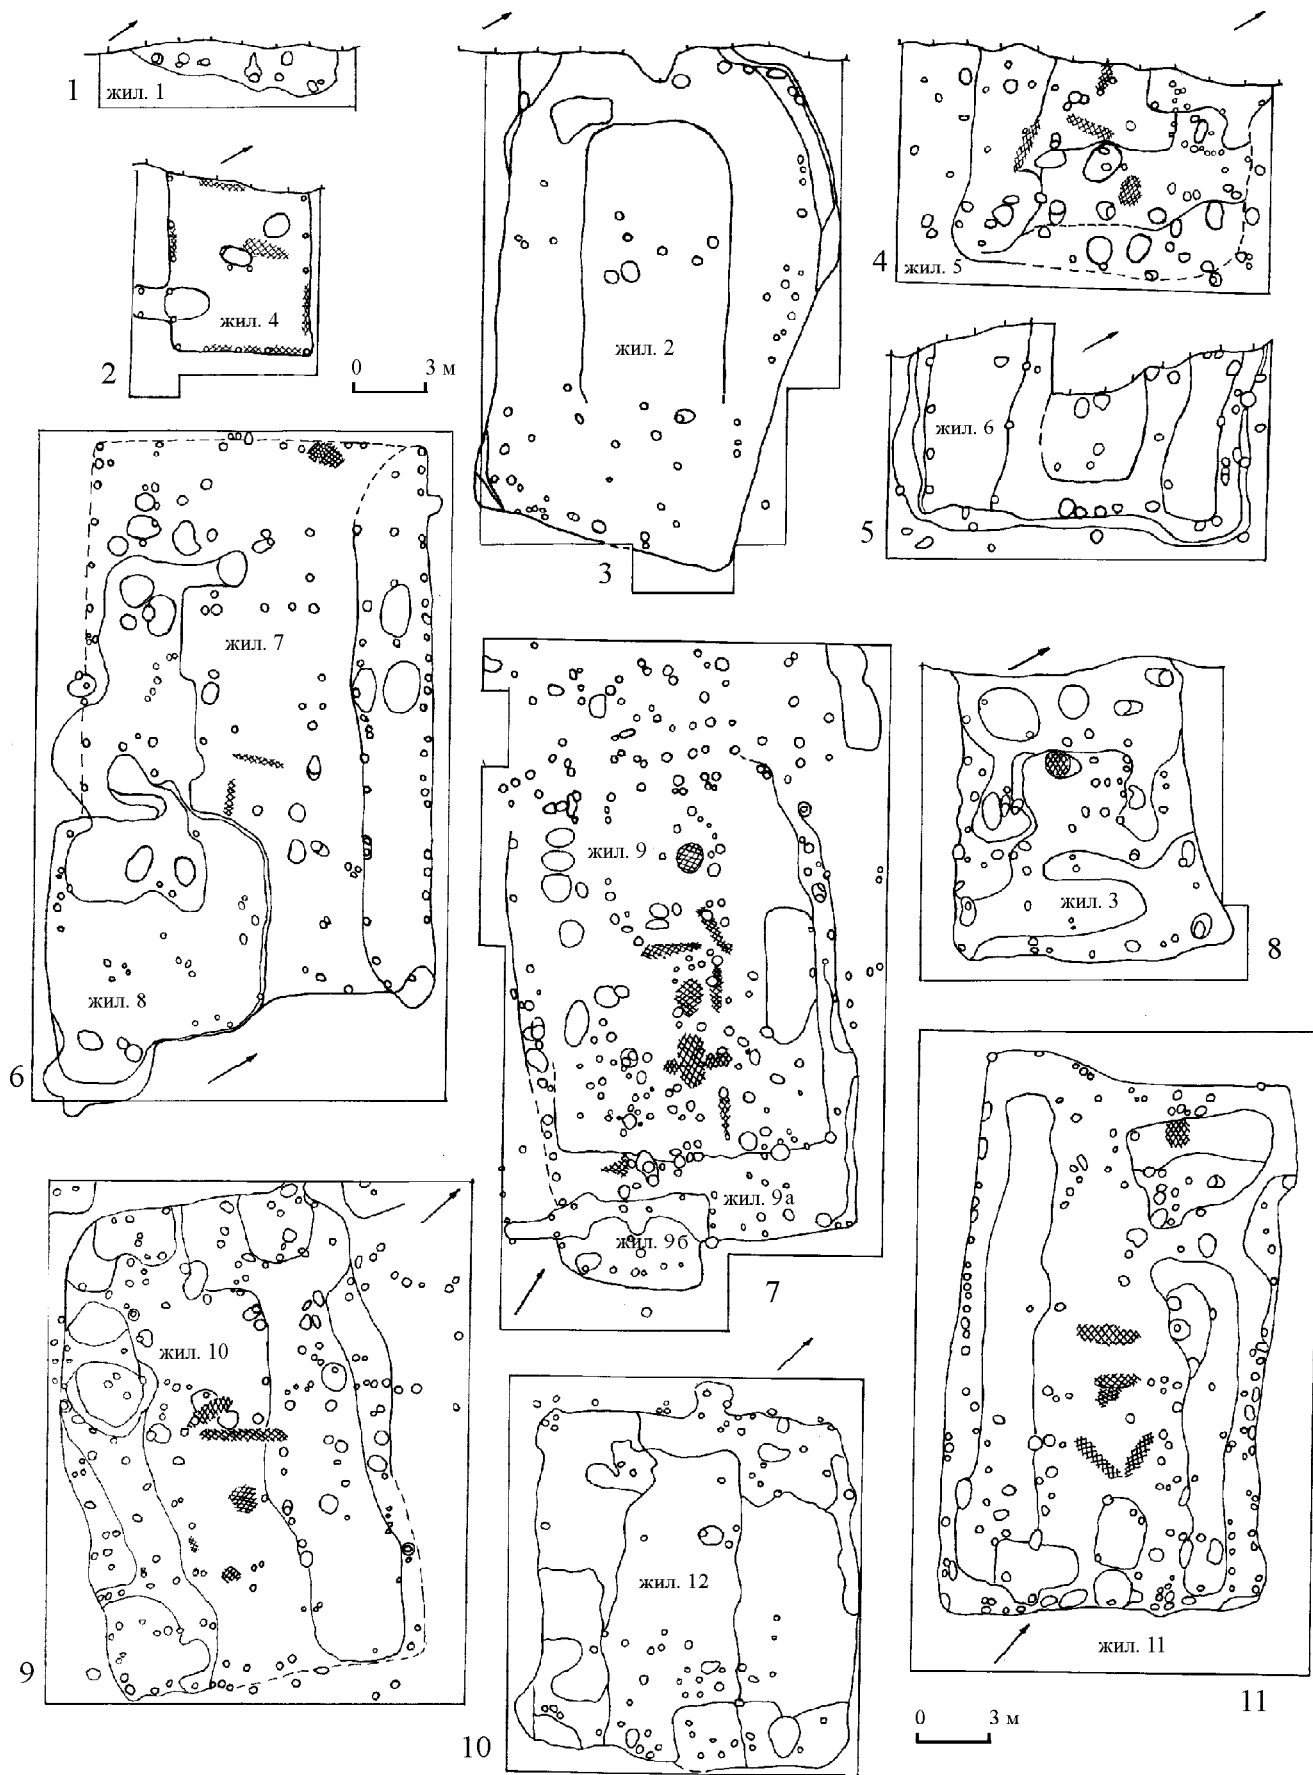 1
жил. 1
жил. 4
2
0 3 м
жил. 2
3
4
жил. 5
жил. 6
5
жил. 7
жил. 8
6
жил. 9
жил. 9а
жил. 9б
7
жил. 3
8
жил. 10
9
жил. 12
10
жил. 11
11
0 3 м